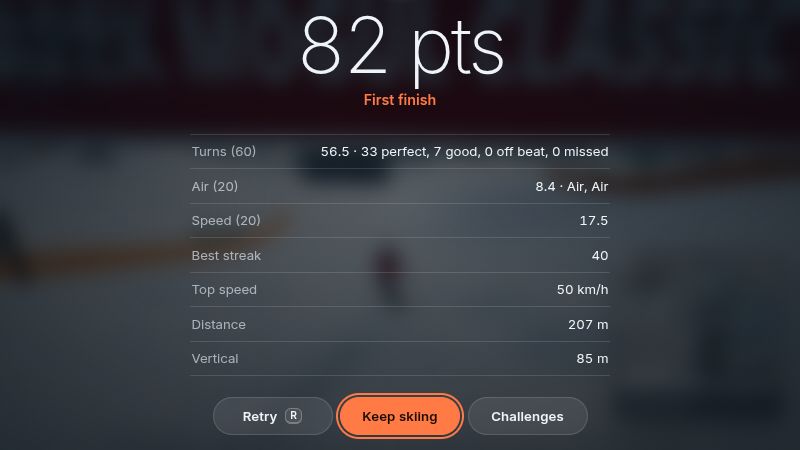 82 pts
First finish
Turns (60) 56.5 · 33 perfect, 7 good, 0 off beat, 0 missed
Air (20) 8.4 · Air, Air
Speed (20) 17.5
Best streak 40
Top speed 50 km/h
Distance 207 m
Vertical 85 m
Retry R Keep skiing Challenges